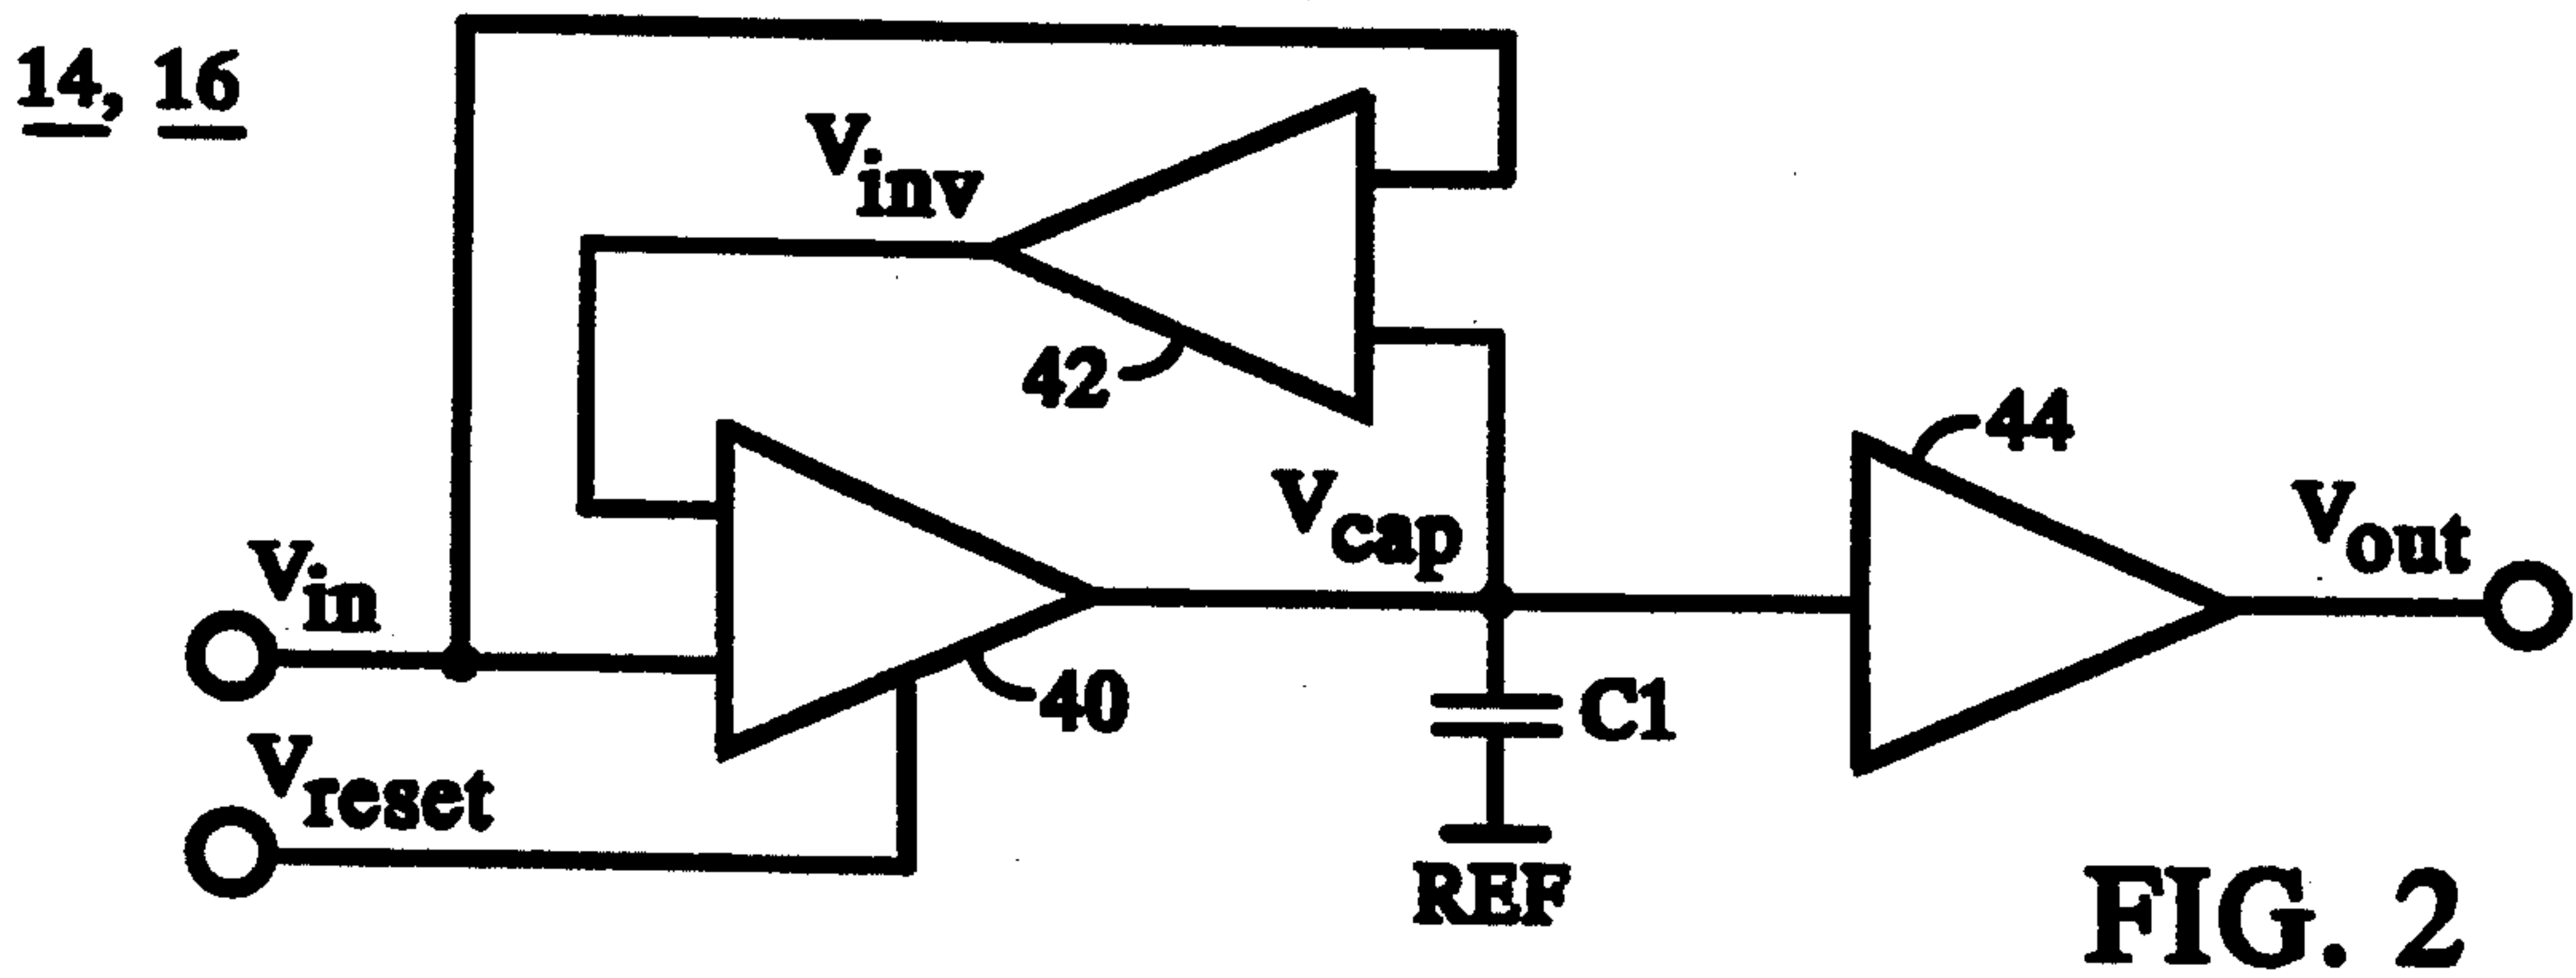 14, 16
Vinv
42
44
Vcap
Vout
Vin
40
C1
Vreset
REF
FIG. 2